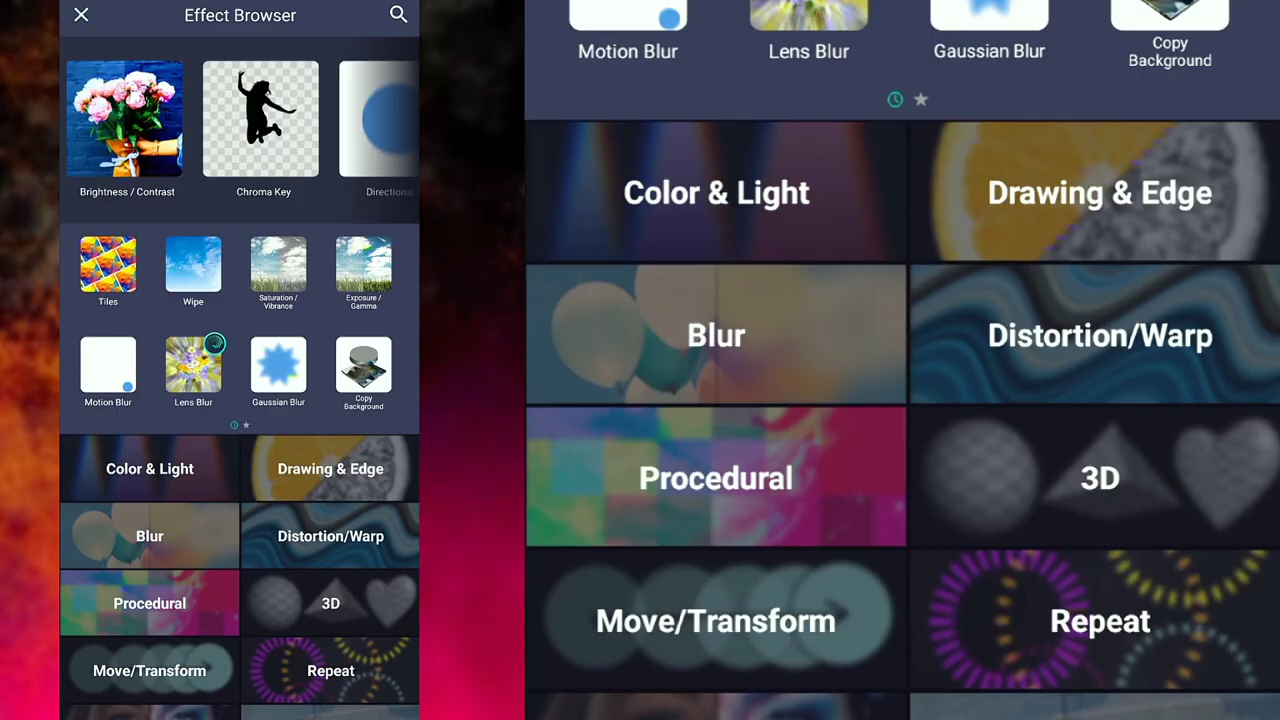 Effect Browser
Brightness / Contrast
Chroma Key
Directional
Tiles
Wipe
Saturation /
Vibrance
Exposure /
Gamma
Motion Blur
Lens Blur
Gaussian Blur
Copy
Background
Color & Light
Drawing & Edge
Blur
Distortion/Warp
Procedural
3D
Move/Transform
Repeat
Motion Blur
Lens Blur
Gaussian Blur
Copy
Background
Color & Light
Drawing & Edge
Blur
Distortion/Warp
Procedural
3D
Move/Transform
Repeat